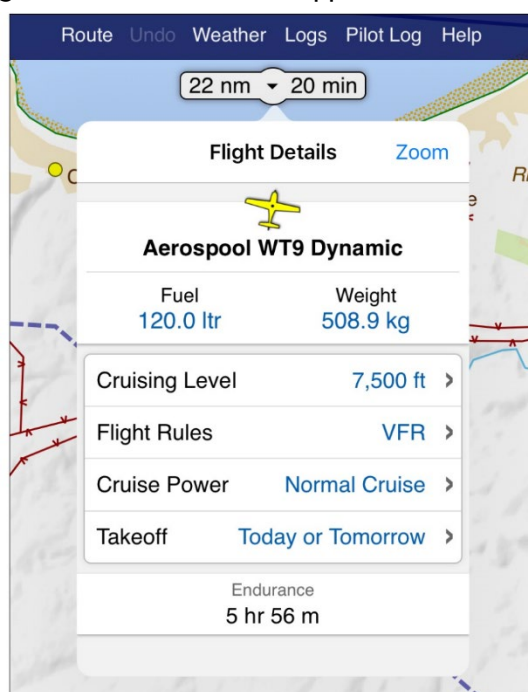 Route Undo Weather Logs Pilot Log Help
22 nm 20 min
Flight Details Zoom
Aerospool WT9 Dynamic
Fuel Weight
120.0 ltr 508.9 kg
Cruising Level 7,500 ft >
Flight Rules VFR >
Cruise Power Normal Cruise >
Takeoff Today or Tomorrow >
Endurance
5 hr 56 m